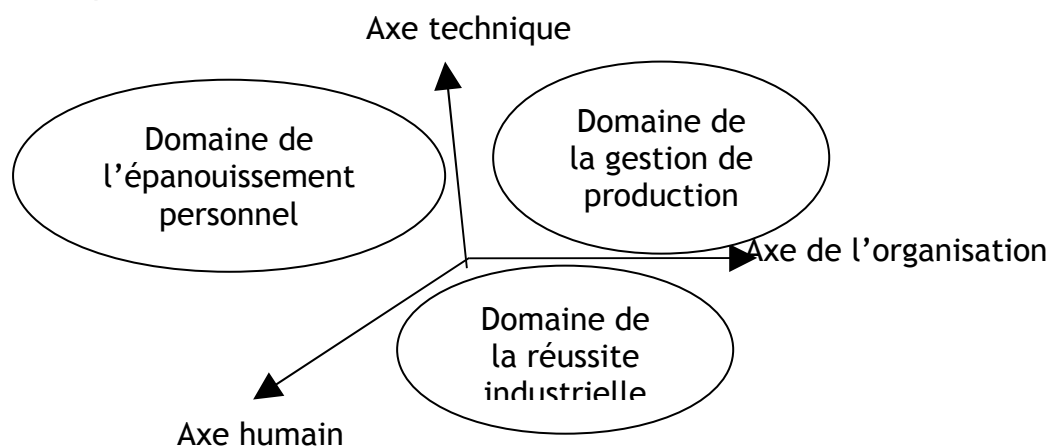 Axe technique
Domaine de
l’épanouissement
personnel
Domaine de
la gestion de
production
Axe de l’organisation
Domaine de
la réussite
industrielle
Axe humain